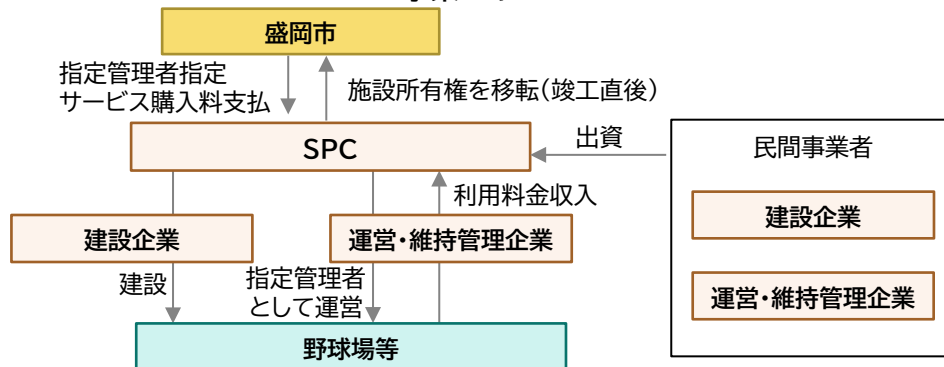 盛岡市
指定管理者指定
サービス購入料支払
施設所有権を移転(竣工直後)
SPC
出資
民間事業者
利用料金収入
建設企業
運営・維持管理企業
建設企業
建設
指定管理者
として運営
運営・維持管理企業
野球場等